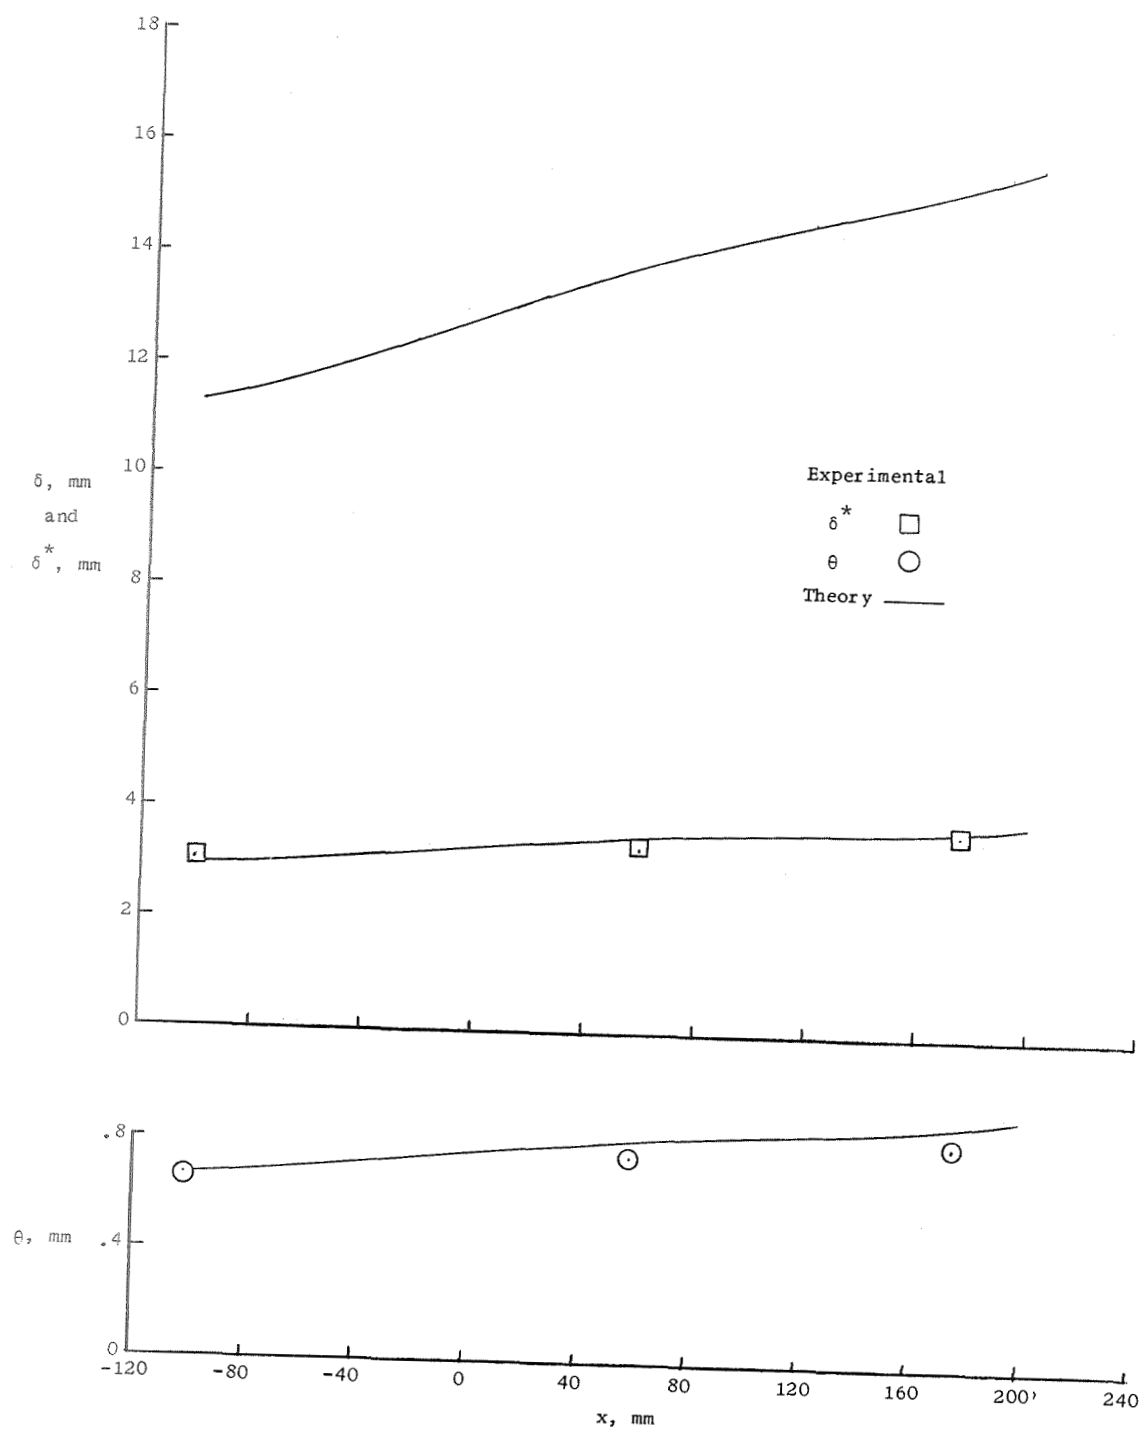 18
16
14
12
10
δ, mm
and
δ*, mm
8
6
4
2
0
Experimental
δ*
θ
Theory
.8
θ, mm
.4
0
-120 -80 -40 0 40 80 120 160 200 240
x, mm